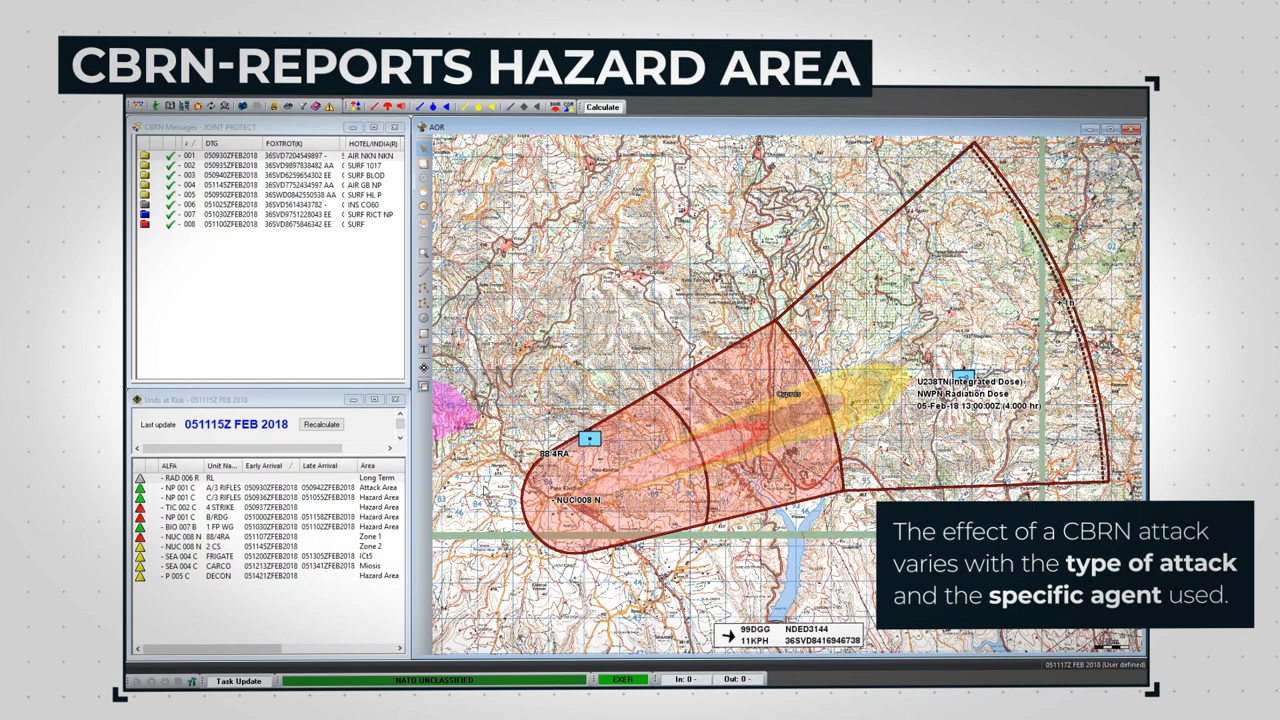 CBRN-REPORTS HAZARD AREA
Calculate
CBRN Messages - JOINT PROTECT
DTG FOXTROT(K) HOTEL/INDIA(R)
- 001 050930ZFEB2018 36SVD7204549897 - AIR NKN NKN
- 002 050935ZFEB2018 36SVD9897838482 AA ( SURF 1017
- 003 050940ZFEB2018 36SVD6259654302 EE ( SURF BLOD
- 004 051145ZFEB2018 36SVD7752434597 AA ( AIR GB NP
- 005 050950ZFEB2018 36SWD0842550538 AA ( SURF HL P
- 006 051025ZFEB2018 36SVD5614343782 - ( INS CO60
- 007 051030ZFEB2018 36SVD9751228043 EE ( SURF RICT NP
- 008 051100ZFEB2018 36SVD8675846342 EE ( SURF
Units at Risk - 051115Z FEB 2018
Last update 051115Z FEB 2018 Recalculate
ALFA Unit Na... Early Arrival Late Arrival Area
- RAD 006 R RL Long Term
- NP 001 C A/3 RIFLES 050930ZFEB2018 050942ZFEB2018 Attack Area
- NP 001 C C/3 RIFLES 050936ZFEB2018 051055ZFEB2018 Hazard Area
- TIC 002 C 4 STRIKE 050937ZFEB2018 Hazard Area
- NP 001 C B/RDG 051016ZFEB2018 051158ZFEB2018 Hazard Area
- BIO 007 B 1 FP WG 051030ZFEB2018 051102ZFEB2018 Hazard Area
- NUC 008 N 88/4RA 051107ZFEB2018 Zone 1
- NUC 008 N 2 CS 051145ZFEB2018 Zone 2
- SEA 004 C FRIGATE 051200ZFEB2018 051305ZFEB2018 ICt5
- SEA 004 C CARGO 051213ZFEB2018 051341ZFEB2018 Miosis
- P 005 C DECON 051421ZFEB2018 Hazard Area
AOR
T
+1h
Cyprus
U238TN(Integrated Dose)
NWPN Radiation Dose
05-Feb-18 13:00:00Z (4.000 hr)
88/4RA
- NUC 008 N
99DGG NDED3144
11KPH 36SVD8416946738
The effect of a CBRN attack
varies with the type of attack
and the specific agent used.
051117Z FEB 2018 (User defined)
Task Update NATO UNCLASSIFIED EXER In: 0 - Out: 0 -